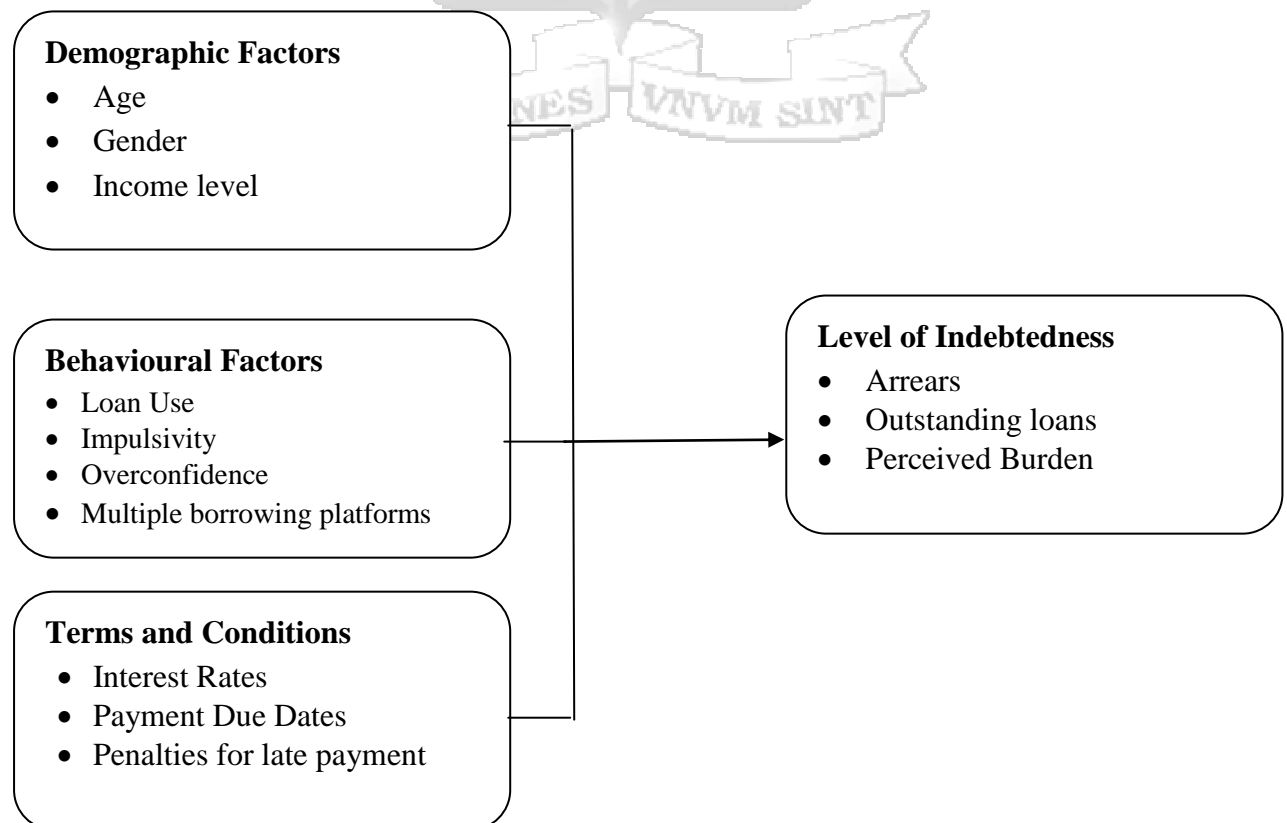 Demographic Factors
• Age
• Gender
• Income level
NES VNVM SINT
Behavioural Factors
• Loan Use
• Impulsivity
• Overconfidence
• Multiple borrowing platforms
Level of Indebtedness
• Arrears
• Outstanding loans
• Perceived Burden
Terms and Conditions
• Interest Rates
• Payment Due Dates
• Penalties for late payment